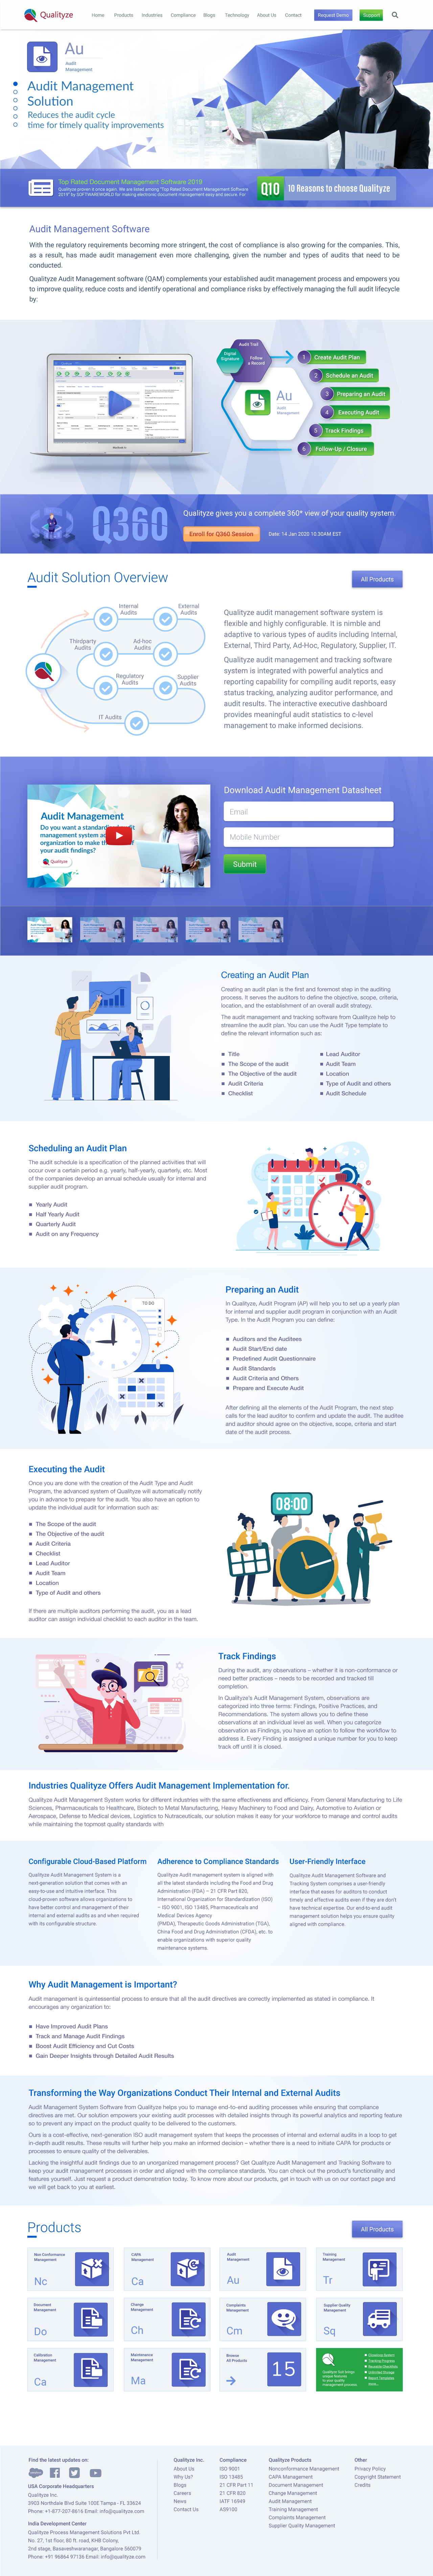 Qualityze
Home Products Industries Compliance Blogs Technology About Us Contact Request Demo Support
Au
Audit
Management
Audit Management
Solution
Reduces the audit cycle
time for timely quality improvements
Top Rated Document Management Software 2019
Q10 10 Reasons to choose Qualityze
Audit Management Software
With the regulatory requirements becoming more stringent, the cost of compliance is also growing for the companies. This,
as a result, has made audit management even more challenging, given the number and types of audits that need to be
conducted.
Qualityze Audit Management software (QAM) complements your established audit management process and empowers you
to improve quality, reduce costs and identify operational and compliance risks by effectively managing the full audit lifecycle
by:
Audit Trail
Digital
Signature
Follow
a Record
Au
Audit
Management
1 Create Audit Plan
2 Schedule an Audit
3 Preparing an Audit
4 Executing Audit
5 Track Findings
6 Follow-Up / Closure
Q360
Qualityze gives you a complete 360° view of your quality system.
Enroll for Q360 Session Date: 14 Jan 2020 10.30AM EST
Audit Solution Overview
All Products
Internal
Audits
External
Audits
Thirdparty
Audits
Ad-hoc
Audits
Regulatory
Audits
Supplier
Audits
IT Audits
Qualityze audit management software system is
flexible and highly configurable. It is nimble and
adaptive to various types of audits including Internal,
External, Third Party, Ad-Hoc, Regulatory, Supplier, IT.
Qualityze audit management and tracking software
system is integrated with powerful analytics and
reporting capability for compiling audit reports, easy
status tracking, analyzing auditor performance, and
audit results. The interactive executive dashboard
provides meaningful audit statistics to c-level
management to make informed decisions.
Audit Management
Do you want a standard
management system ac
organization to make th
your audit findings?
Qualityze
Download Audit Management Datasheet
Email
Mobile Number
Submit
Creating an Audit Plan
Creating an audit plan is the first and foremost step in the auditing
process. It serves the auditors to define the objective, scope, criteria,
location, and the establishment of an overall audit strategy.
The audit management and tracking software from Qualityze help to
streamline the audit plan. You can use the Audit Type template to
define the relevant information such as:
Title
The Scope of the audit
The Objective of the audit
Audit Criteria
Checklist
Lead Auditor
Audit Team
Location
Type of Audit and others
Audit Schedule
Scheduling an Audit Plan
The audit schedule is a specification of the planned activities that will
occur over a certain period e.g. yearly, half-yearly, quarterly, etc. Most
of the companies develop an annual schedule usually for internal and
supplier audit program.
Yearly Audit
Half Yearly Audit
Quarterly Audit
Audit on any Frequency
TO DO
Preparing an Audit
In Qualityze, Audit Program (AP) will help you to set up a yearly plan
for internal and supplier audit program in conjunction with an Audit
Type. In the Audit Program you can define:
Auditors and the Auditees
Audit Start/End date
Predefined Audit Questionnaire
Audit Standards
Audit Criteria and Others
Prepare and Execute Audit
After defining all the elements of the Audit Program, the next step
calls for the lead auditor to confirm and update the audit. The auditee
and auditor should agree on the objective, scope, criteria and start
date of the audit process.
Executing the Audit
Once you are done with the creation of the Audit Type and Audit
Program, the advanced system of Qualityze will automatically notify
you in advance to prepare for the audit. You also have an option to
update the individual audit for information such as:
The Scope of the audit
The Objective of the audit
Audit Criteria
Checklist
Lead Auditor
Audit Team
Location
Type of Audit and others
If there are multiple auditors performing the audit, you as a lead
auditor can assign individual checklist to each auditor in the team.
08:00
Track Findings
During the audit, any observations – whether it is non-conformance or
need better practices – needs to be recorded and tracked till
completion.
In Qualityze's Audit Management System, observations are
categorized into three terms: Findings, Positive Practices, and
Recommendations. The system allows you to define these
observations at an individual level as well. When you categorize
observation as Findings, you have an option to follow the workflow to
address it. Every Finding is assigned a unique number for you to keep
track off until it is closed.
Industries Qualityze Offers Audit Management Implementation for.
Qualityze Audit Management System works for different industries with the same effectiveness and efficiency. From General Manufacturing to Life
Sciences, Pharmaceuticals to Healthcare, Biotech to Metal Manufacturing, Heavy Machinery to Food and Dairy, Automotive to Aviation or
Aerospace, Defense to Medical devices, Logistics to Nutraceuticals, our solution makes it easy for your workforce to manage and control audits
while maintaining the topmost quality standards with
Configurable Cloud-Based Platform
Qualityze Audit Management System is a
next-generation solution that comes with an
easy-to-use and intuitive interface. This
cloud-proven software allows organizations to
have better control and management of their
internal and external audits as and when required
with its configurable structure.
Adherence to Compliance Standards
Qualityze Audit management system is aligned with
all the latest standards including the Food and Drug
Administration (FDA) – 21 CFR Part 820,
International Organization for Standardization (ISO)
– ISO 9001, ISO 13485, Pharmaceuticals and
Medical Devices Agency
(PMDA), Therapeutic Goods Administration (TGA),
China Food and Drug Administration (CFDA), etc. to
enable organizations with superior quality
maintenance systems.
User-Friendly Interface
Qualityze Audit Management Software and
Tracking System comprises a user-friendly
interface that eases for auditors to conduct
timely and effective audits even if they are don't
have technical expertise. Our end-to-end audit
management solution helps you ensure quality
aligned with compliance.
Why Audit Management is Important?
Audit management is quintessential process to ensure that all the audit directives are correctly implemented as stated in compliance. It
encourages any organization to:
Have Improved Audit Plans
Track and Manage Audit Findings
Boost Audit Efficiency and Cut Costs
Gain Deeper Insights through Detailed Audit Results
Transforming the Way Organizations Conduct Their Internal and External Audits
Audit Management System Software from Qualityze helps you to manage end-to-end auditing processes while ensuring that compliance
directives are met. Our solution empowers your existing audit processes with detailed insights through its powerful analytics and reporting feature
so to prevent any impact on the product quality to be delivered to the customers.
Ours is a cost-effective, next-generation ISO audit management system that keeps the processes of internal and external audits in a loop to get
in-depth audit results. These results will further help you make an informed decision – whether there is a need to initiate CAPA for products or
processes to ensure quality of the deliverables.
Lacking the insightful audit findings due to an unorganized management process? Get Qualityze Audit Management and Tracking Software to
keep your audit management processes in order and aligned with the compliance standards. You can check out the product's functionality and
features yourself. Just request a product demonstration today. To know more about our products, get in touch with us on our contact page and
we will get back to you at earliest.
Products
All Products
Non Conformance
Management
Nc
CAPA
Management
Ca
Audit
Management
Au
Training
Management
Tr
Document
Management
Do
Change
Management
Ch
Complaints
Management
Cm
Supplier Quality
Management
Sq
Calibration
Management
Ca
Maintenance
Management
Ma
Browse
All Products
15
Find the latest updates on:
USA Corporate Headquarters
Qualityze Inc.
5903 Northdale Blvd Suite 100E Tampa - FL 33624
Phone: +1-877-207-8616 Email: info@qualityze.com
India Development Center
Qualityze Process Management Solutions Pvt Ltd.
No. 27, 1st floor, 80 ft. road, KHB Colony,
2nd stage, Basaveshwaranagar, Bangalore 560079
Phone: +91 96864 97136 Email: info@qualityze.com
Qualityze Inc.
About Us
Why Us?
Blogs
Careers
News
Contact Us
Compliance
ISO 9001
ISO 13485
21 CFR Part 11
21 CFR 820
IATF 16949
AS9100
Qualityze Products
Nonconformance Management
CAPA Management
Document Management
Change Management
Audit Management
Training Management
Complaints Management
Supplier Quality Management
Other
Privacy Policy
Copyright Statement
Credits